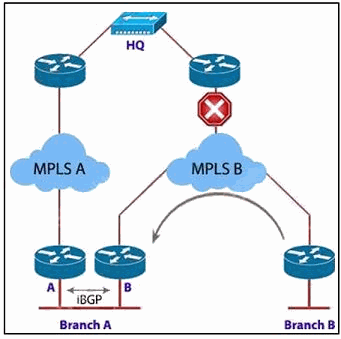 HQ
MPLS A
MPLS B
A
B
iBGP
Branch A
Branch B